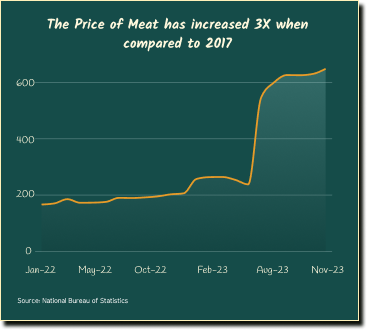 The Price of Meat has increased 3X when
compared to 2017
600
400
200
0
Jan-22 May-22 Oct-22 Feb-23 Aug-23 Nov-23
Source: National Bureau of Statistics